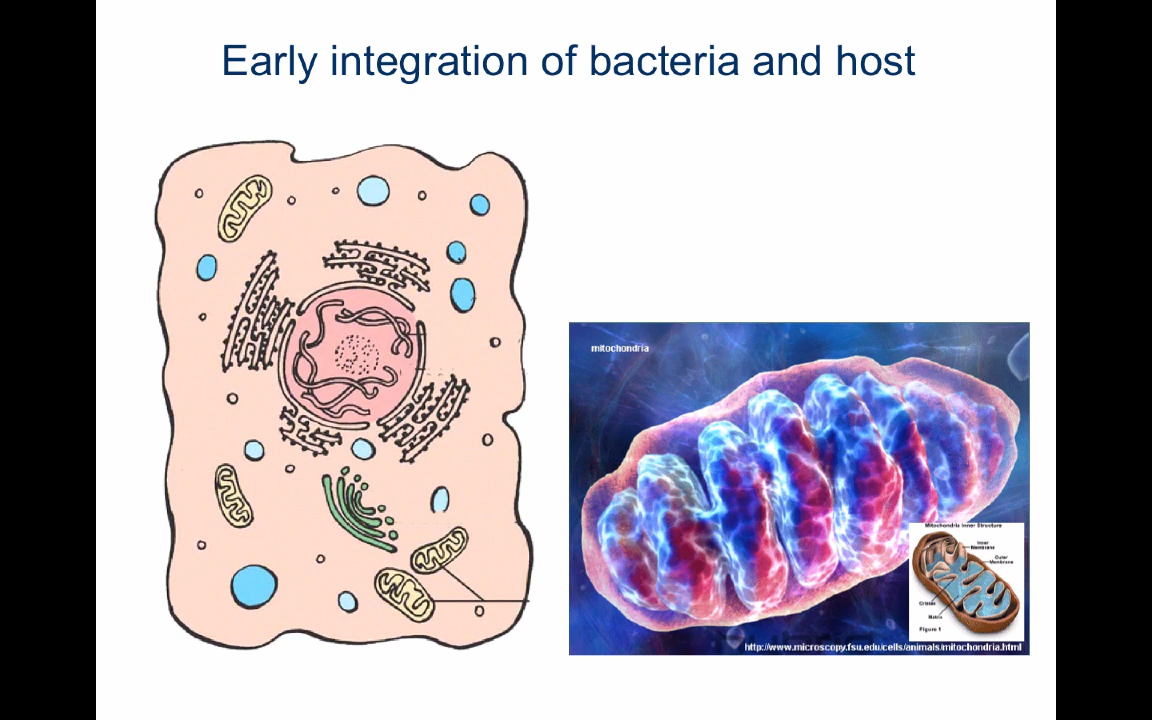 Early integration of bacteria and host
mitochondria
Mitochondria Inner Structure
Inner
Membrane
Outer
Membrane
Cristae
Matrix
Figure 1
http://www.microscopy.fsu.edu/cells/animals/mitochondria.html